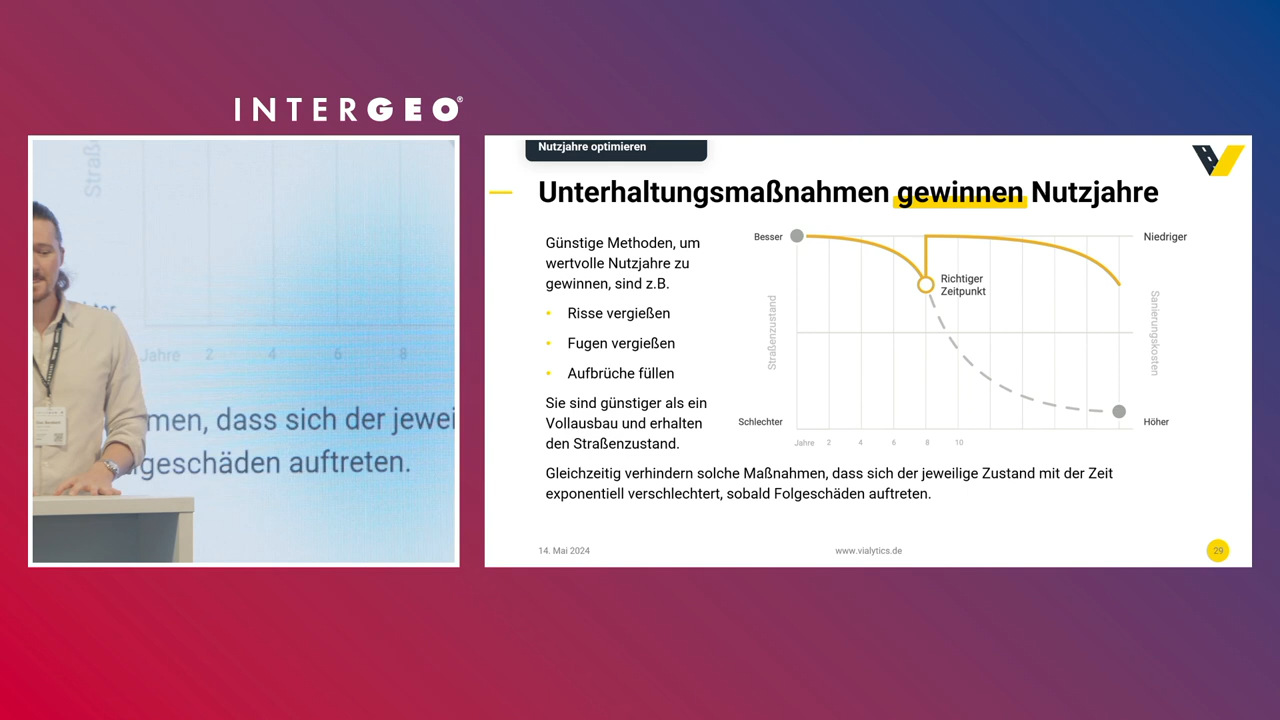 INTERGEO®
Straß
Jahre 2 4 6 8
men, dass sich der jewei
geschäden auftreten.
Nutzjahre optimieren
Unterhaltungsmaßnahmen gewinnen Nutzjahre
Günstige Methoden, um
wertvolle Nutzjahre zu
gewinnen, sind z.B.
• Risse vergießen
• Fugen vergießen
• Aufbrüche füllen
Sie sind günstiger als ein
Vollausbau und erhalten
den Straßenzustand.
Besser
Niedriger
Richtiger
Zeitpunkt
Straßenzustand
Sanierungskosten
Schlechter
Höher
Jahre 2 4 6 8 10
Gleichzeitig verhindern solche Maßnahmen, dass sich der jeweilige Zustand mit der Zeit
exponentiell verschlechtert, sobald Folgeschäden auftreten.
14. Mai 2024
www.vialytics.de
29